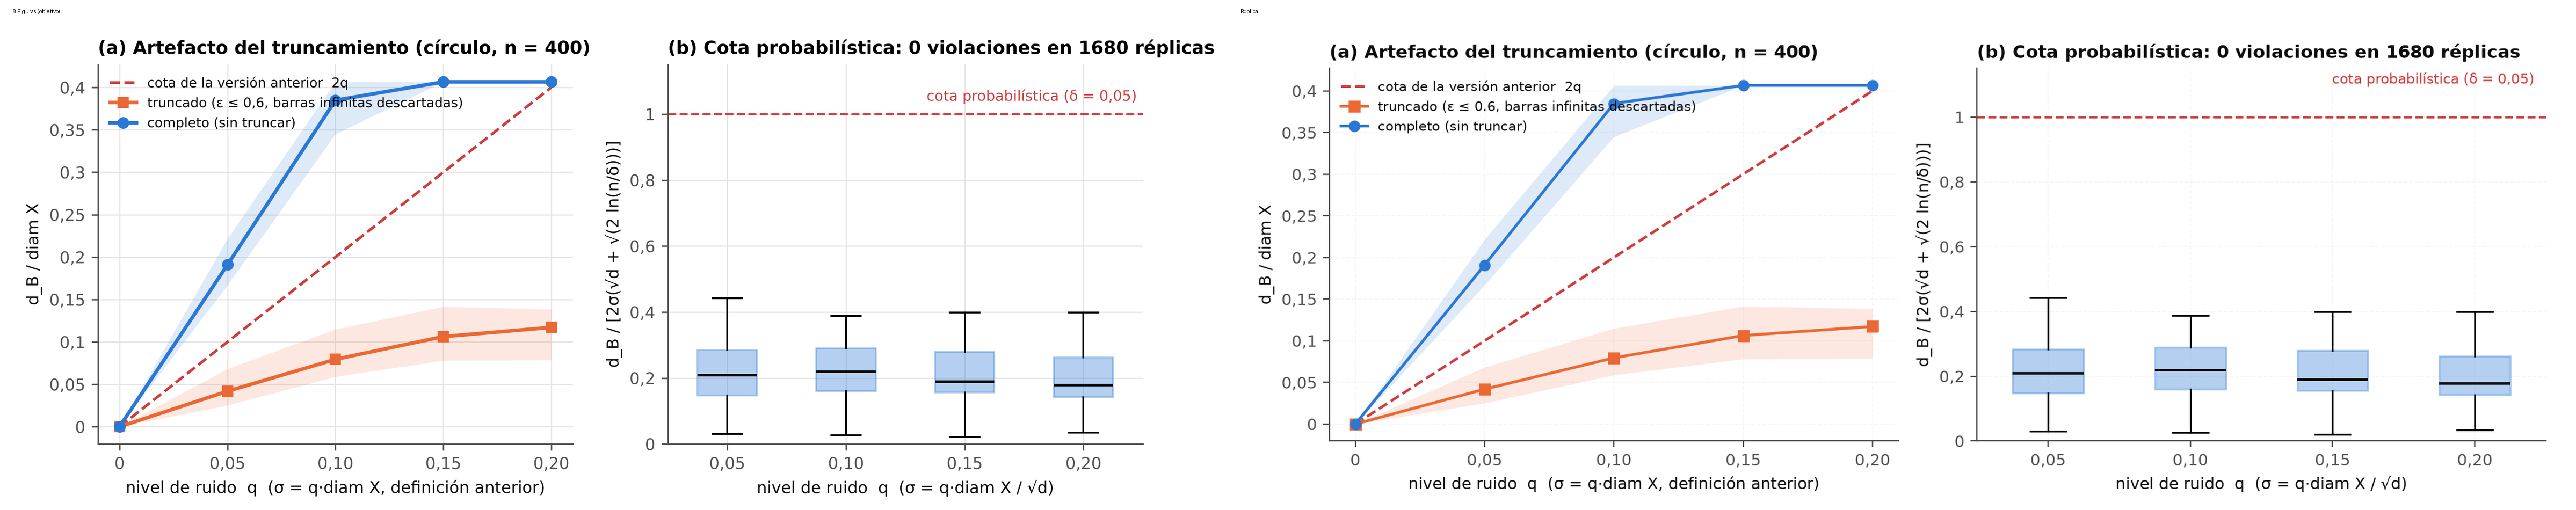 8.Figuras (objetivo)
Réplica
(a) Artefacto del truncamiento (círculo, n = 400)
cota de la versión anterior 2q
truncado (ε ≤ 0,6, barras infinitas descartadas)
completo (sin truncar)
d_B / diam X
0,4
0,35
0,3
0,25
0,2
0,15
0,1
0,05
0
0 0,05 0,10 0,15 0,20
nivel de ruido q (σ = q·diam X, definición anterior)
(b) Cota probabilística: 0 violaciones en 1680 réplicas
cota probabilística (δ = 0,05)
d_B / [2σ(√d + √(2 ln(n/δ)))]
1
0,8
0,6
0,4
0,2
0
0,05 0,10 0,15 0,20
nivel de ruido q (σ = q·diam X / √d)
(a) Artefacto del truncamiento (círculo, n = 400)
cota de la versión anterior 2q
truncado (ε ≤ 0.6, barras infinitas descartadas)
completo (sin truncar)
d_B / diam X
0,4
0,35
0,3
0,25
0,2
0,15
0,1
0,05
0
0 0,05 0,10 0,15 0,20
nivel de ruido q (σ = q·diam X, definición anterior)
(b) Cota probabilística: 0 violaciones en 1680 réplicas
cota probabilística (δ = 0,05)
d_B / [2σ(√d + √(2 ln(n/δ)))]
1
0,8
0,6
0,4
0,2
0
0,05 0,10 0,15 0,20
nivel de ruido q (σ = q·diam X / √d)